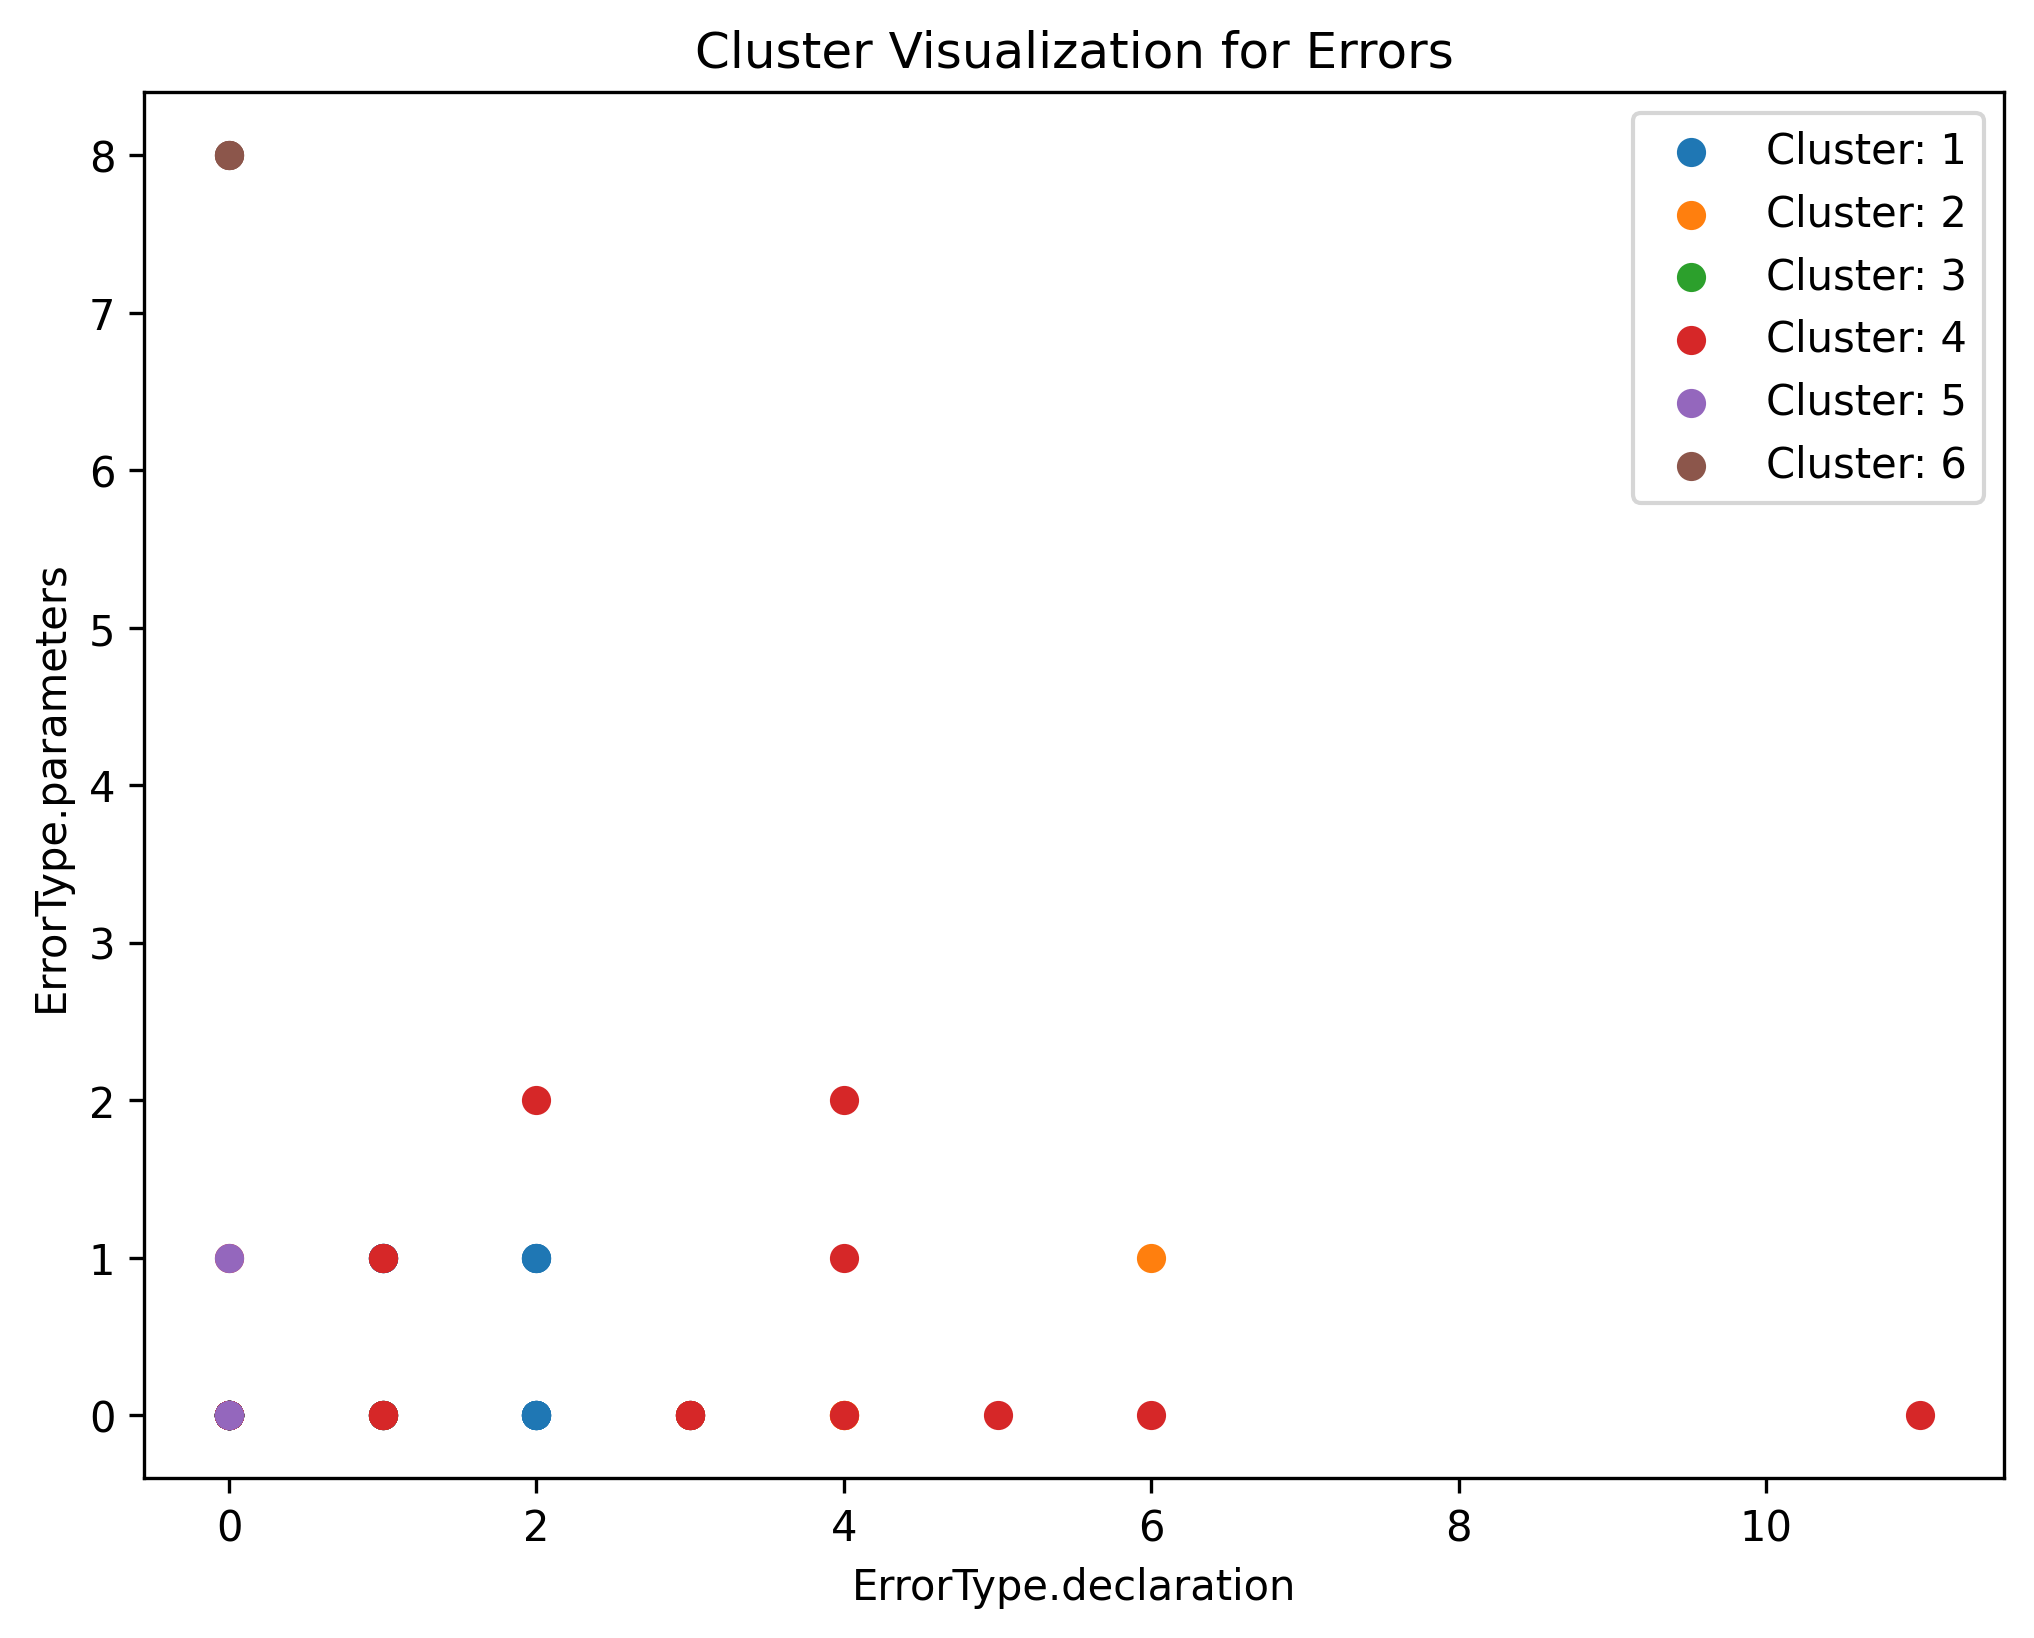 Cluster Visualization for Errors
Cluster: 1
Cluster: 2
Cluster: 3
Cluster: 4
Cluster: 5
Cluster: 6
ErrorType.parameters
8
7
6
5
4
3
2
1
0
0 2 4 6 8 10
ErrorType.declaration